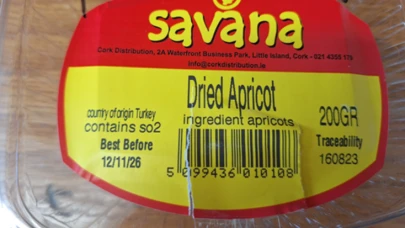 savana
Cork Distribution, 2A Waterfront Business Park, Little Island, Cork - 021 4355 176
info@corkdistribution.ie
Dried Apricot
country of origin Turkey
ingredient apricots
200GR
contains so2
Traceability
Best Before
160823
12/11/26
5 099436 010108